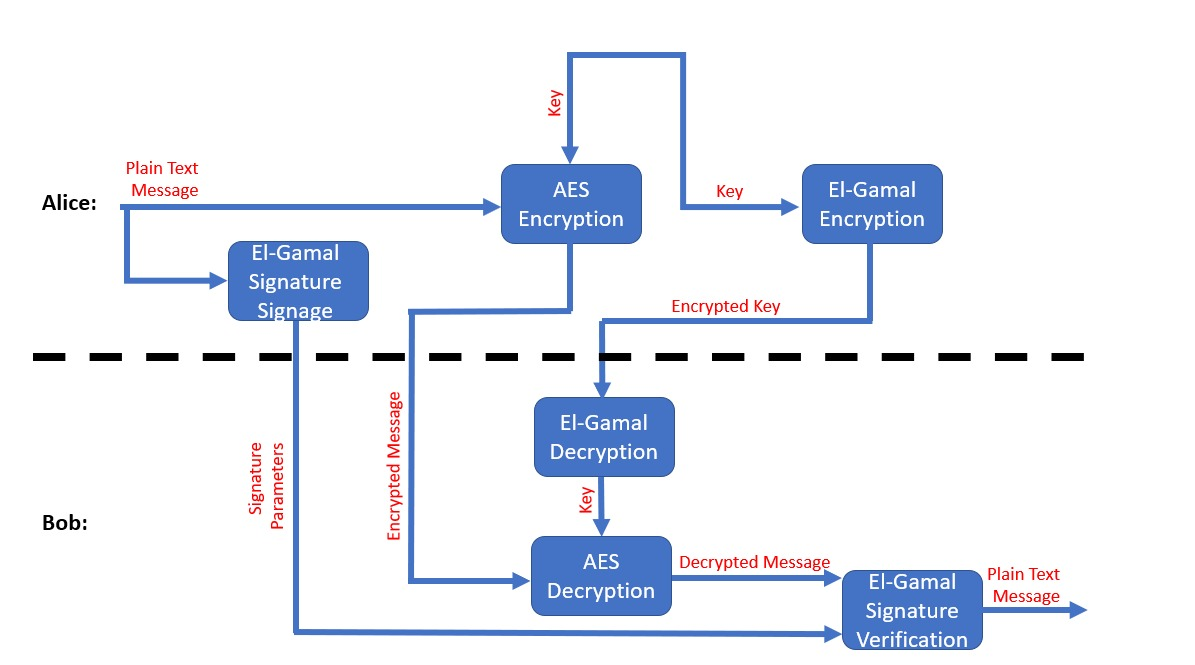 Key
Plain Text
Message
Alice:
AES
Encryption
Key
El-Gamal
Encryption
El-Gamal
Signature
Signage
Encrypted Key
Signature
Parameters
Encrypted Message
El-Gamal
Decryption
Key
Bob:
AES
Decryption
Decrypted Message
El-Gamal
Signature
Verification
Plain Text
Message